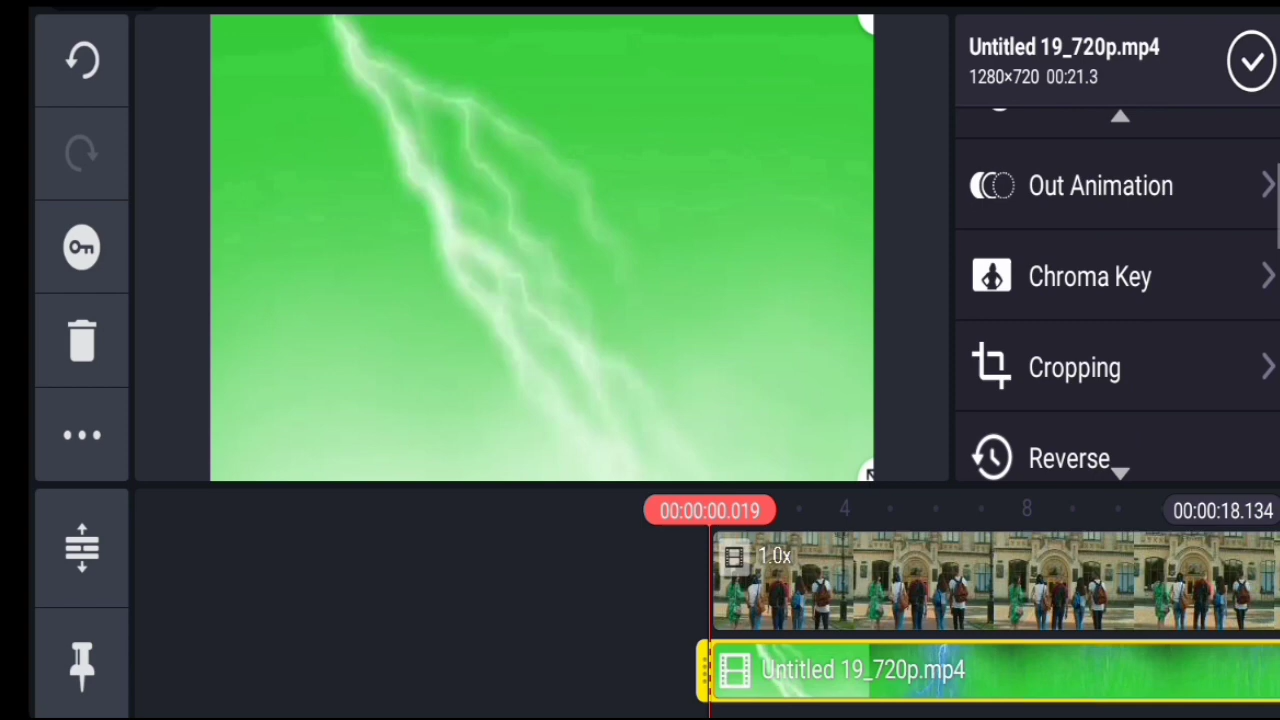 Untitled 19_720p.mp4
1280×720 00:21.3
Out Animation
Chroma Key
Cropping
Reverse
00:00:00.019
4
8
00:00:18.134
1.0x
Untitled 19_720p.mp4